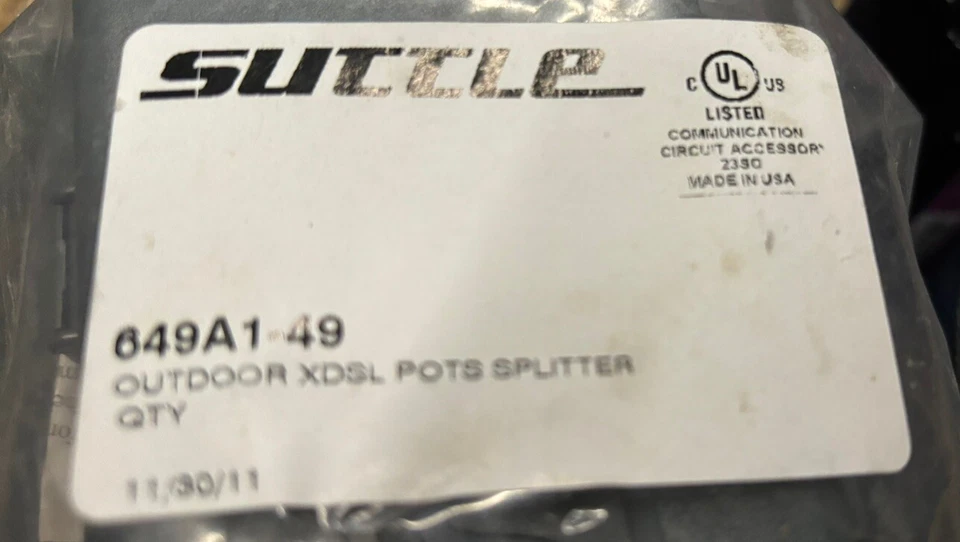 SUTTLE
C UL US
LISTED
COMMUNICATION
CIRCUIT ACCESSORY
MADE IN USA
649A1-49
OUTDOOR XDSL POTS SPLITTER
QTY
11/30/11